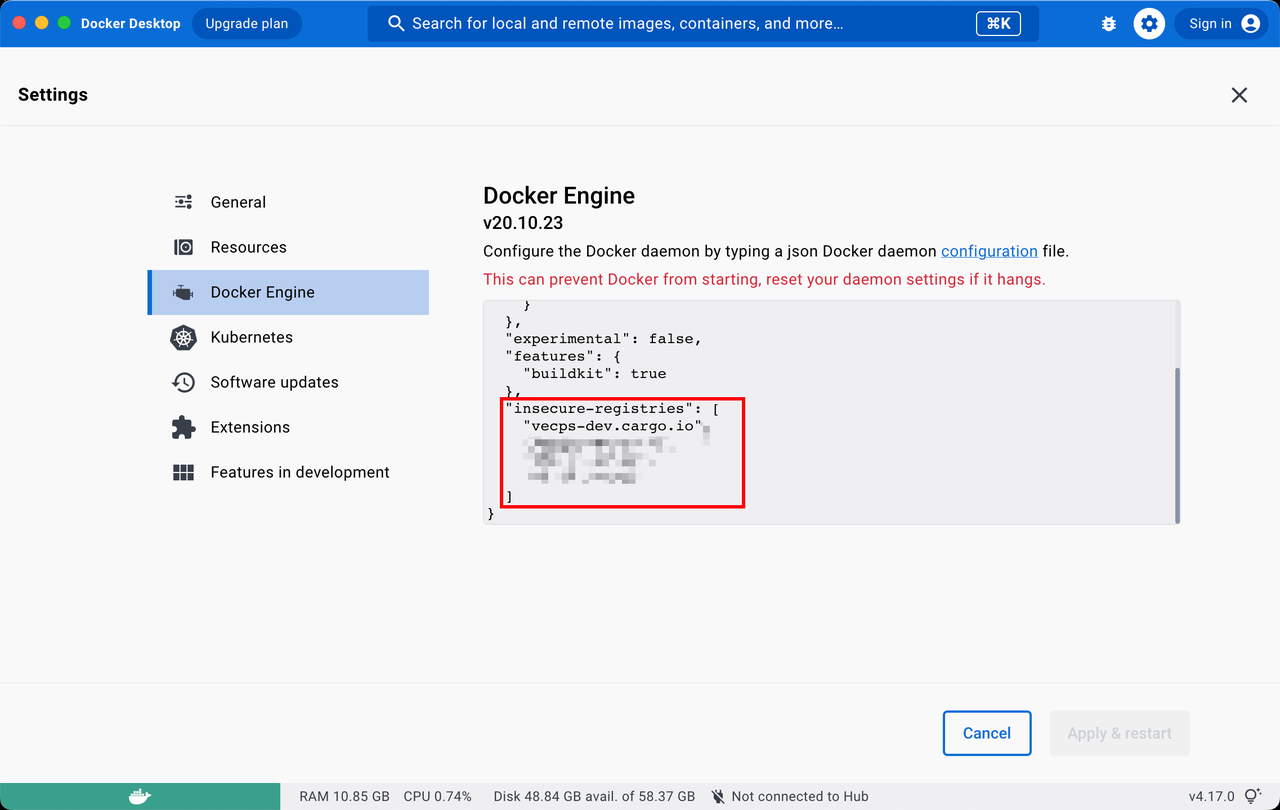 Docker Desktop Upgrade plan Search for local and remote images, containers, and more... ⌘K Sign in
Settings
General
Resources
Docker Engine
Kubernetes
Software updates
Extensions
Features in development
Docker Engine
v20.10.23
Configure the Docker daemon by typing a json Docker daemon configuration file.
This can prevent Docker from starting, reset your daemon settings if it hangs.
}
},
"experimental": false,
"features": {
"buildkit": true
},
"insecure-registries": [
"vecps-dev.cargo.io"
]
}
Cancel Apply & restart
RAM 10.85 GB CPU 0.74% Disk 48.84 GB avail. of 58.37 GB Not connected to Hub v4.17.0